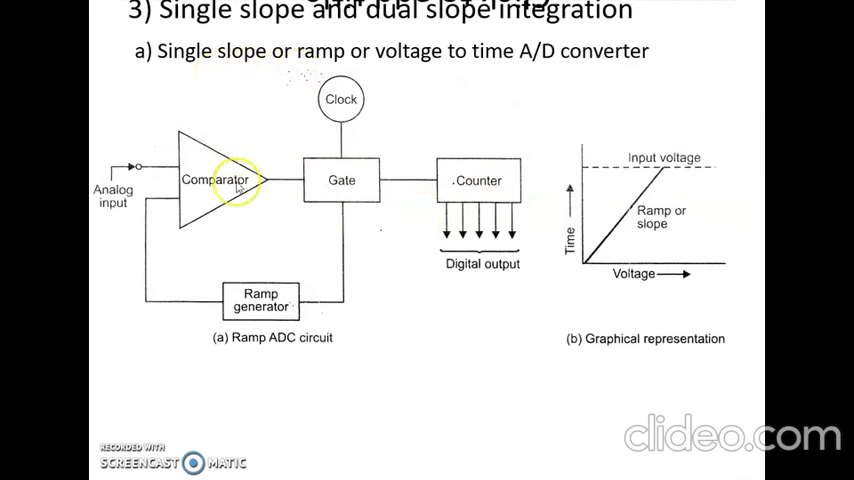 3) Single slope and dual slope integration
a) Single slope or ramp or voltage to time A/D converter
Clock
Comparator
Gate
.Counter
Analog
input
Digital output
Ramp
generator
(a) Ramp ADC circuit
Input voltage
Ramp or
slope
Time
Voltage
(b) Graphical representation
clideo.com
RECORDED WITH
SCREENCAST MATIC